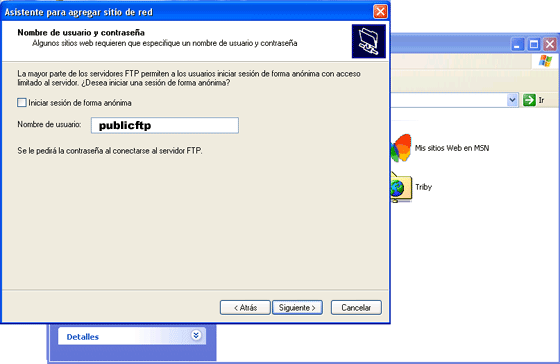 Asistente para agregar sitio de red
Nombre de usuario y contraseña
Algunos sitios web requieren que especifique un nombre de usuario y contraseña
La mayor parte de los servidores FTP permiten a los usuarios iniciar sesión de forma anónima con acceso
limitado al servidor. ¿Desea iniciar una sesión de forma anónima?
Iniciar sesión de forma anónima
Nombre de usuario: publicftp
Se le pedirá la contraseña al conectarse al servidor FTP.
< Atrás Siguiente > Cancelar
Ir
Mis sitios Web en MSN
Triby
Detalles